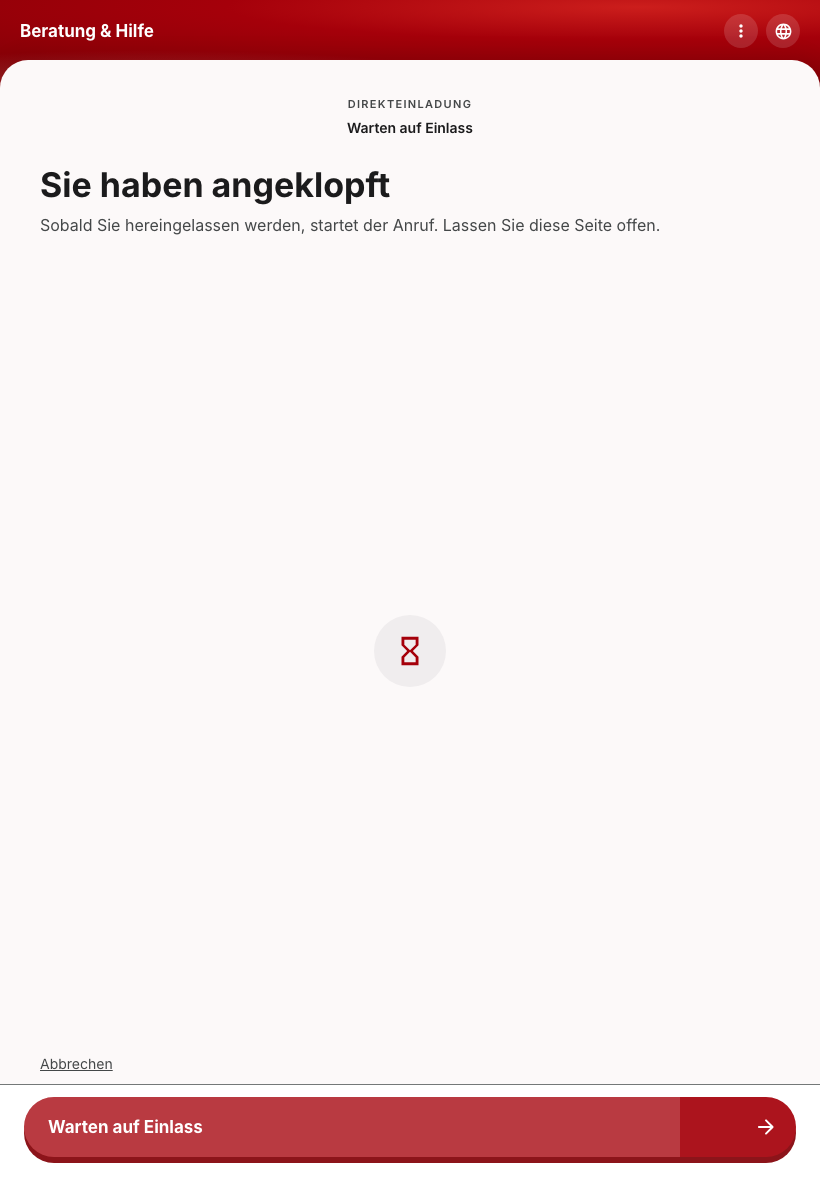 Beratung & Hilfe
DIREKTEINLADUNG
Warten auf Einlass
Sie haben angeklopft
Sobald Sie hereingelassen werden, startet der Anruf. Lassen Sie diese Seite offen.
Abbrechen
Warten auf Einlass